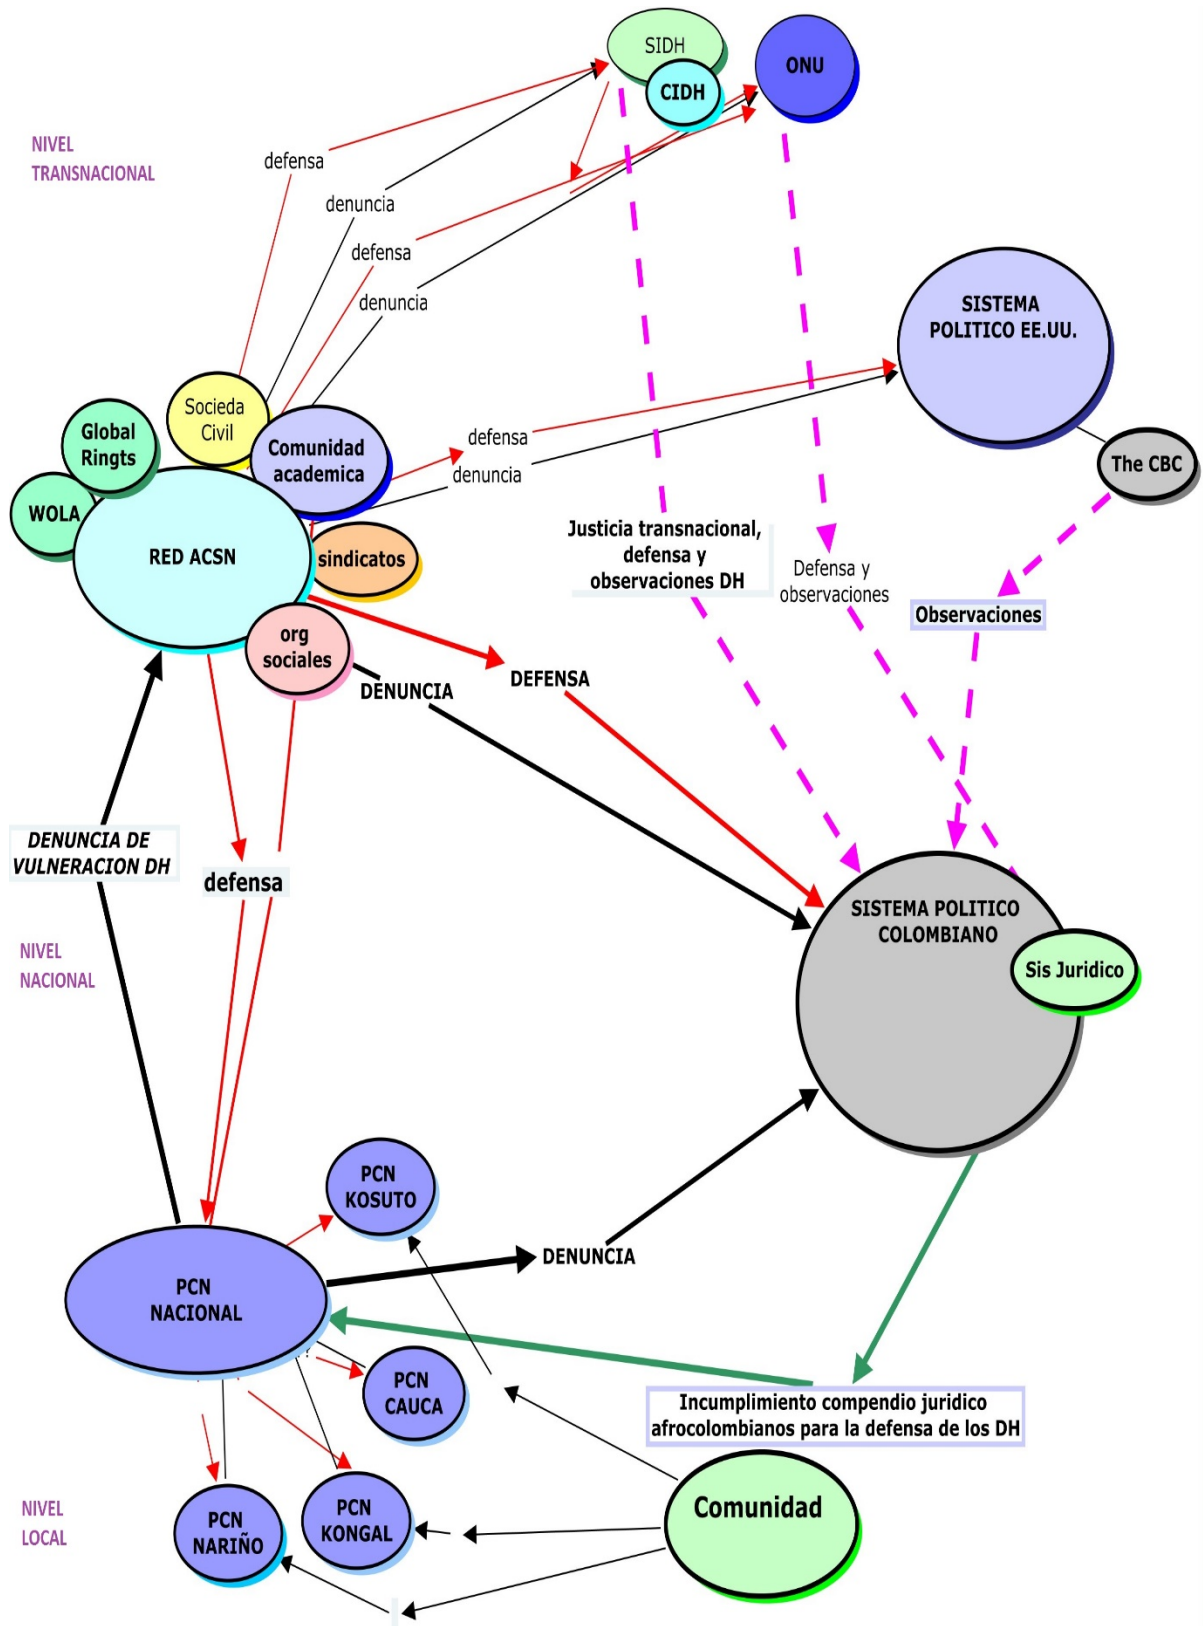 SIDH
CIDH
ONU
NIVEL
TRANSNACIONAL
defensa
denuncia
defensa
denuncia
SISTEMA
POLITICO EE.UU.
The CBC
Socieda
Civil
Global
Ringts
Comunidad
academica
WOLA
RED ACSN
sindicatos
org
sociales
defensa
denuncia
Justicia transnacional,
defensa y
observaciones DH
Defensa y
observaciones
Observaciones
DEFENSA
DENUNCIA
DENUNCIA DE
VULNERACION DH
defensa
NIVEL
NACIONAL
SISTEMA POLITICO
COLOMBIANO
Sis Juridico
PCN
KOSUTO
DENUNCIA
PCN
NACIONAL
PCN
CAUCA
Incumplimiento compendio juridico
afrocolombianos para la defensa de los DH
NIVEL
LOCAL
PCN
NARIÑO
PCN
KONGAL
Comunidad